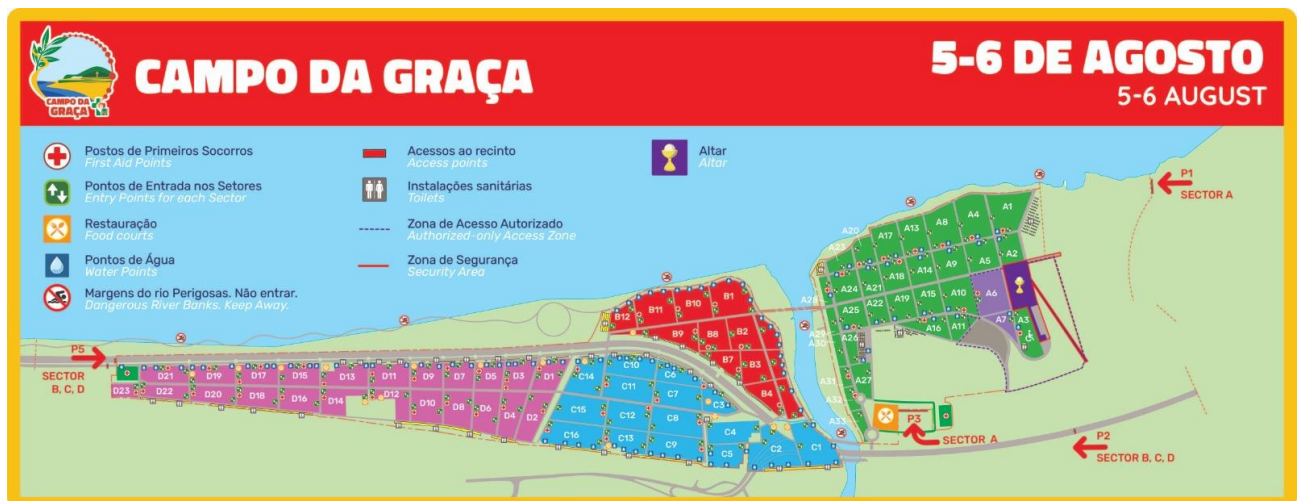 CAMPO DA GRAÇA
CAMPO DA GRAÇA
5-6 DE AGOSTO
5-6 AUGUST
Postos de Primeiros Socorros
First Aid Points
Pontos de Entrada nos Setores
Entry Points for each Sector
Restauração
Food courts
Pontos de Água
Water Points
Margens do rio Perigosas. Não entrar.
Dangerous River Banks. Keep Away.
Acessos ao recinto
Access points
Instalações sanitárias
Toilets
Zona de Acesso Autorizado
Authorized-only Access Zone
Zona de Segurança
Security Area
Altar
Altar
P1
SECTOR A
A1
A4
A8
A13
A17
A20
A23
A2
A5
A9
A14
A18
A21
A24
A6
A10
A15
A19
A22
A25
A28
A7
A3
A11
A16
A26
A29
A30
A27
A31
A32
A33
B1
B10
B11
B12
B2
B8
B9
B3
B7
B4
P5
SECTOR
B, C, D
D23
D21
D19
D17
D15
D13
D11
D9
D7
D5
D3
D1
D22
D20
D18
D16
D14
D12
D10
D8
D6
D4
D2
C14
C10
C6
C11
C7
C3
C15
C12
C8
C4
C16
C13
C9
C5
C2
C1
P3
SECTOR A
P2
SECTOR B, C, D